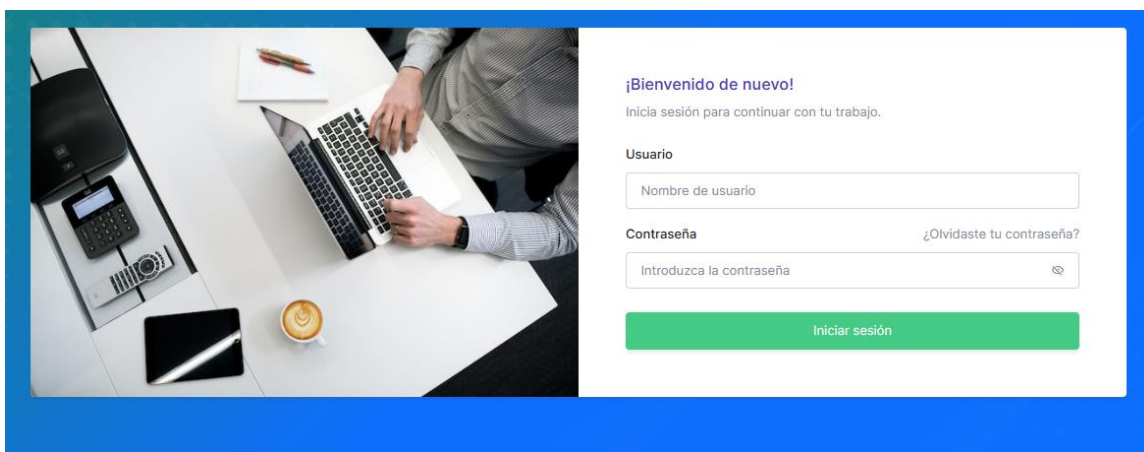 ¡Bienvenido de nuevo!
Inicia sesión para continuar con tu trabajo.
Usuario
Nombre de usuario
Contraseña ¿Olvidaste tu contraseña?
Introduzca la contraseña
Iniciar sesión